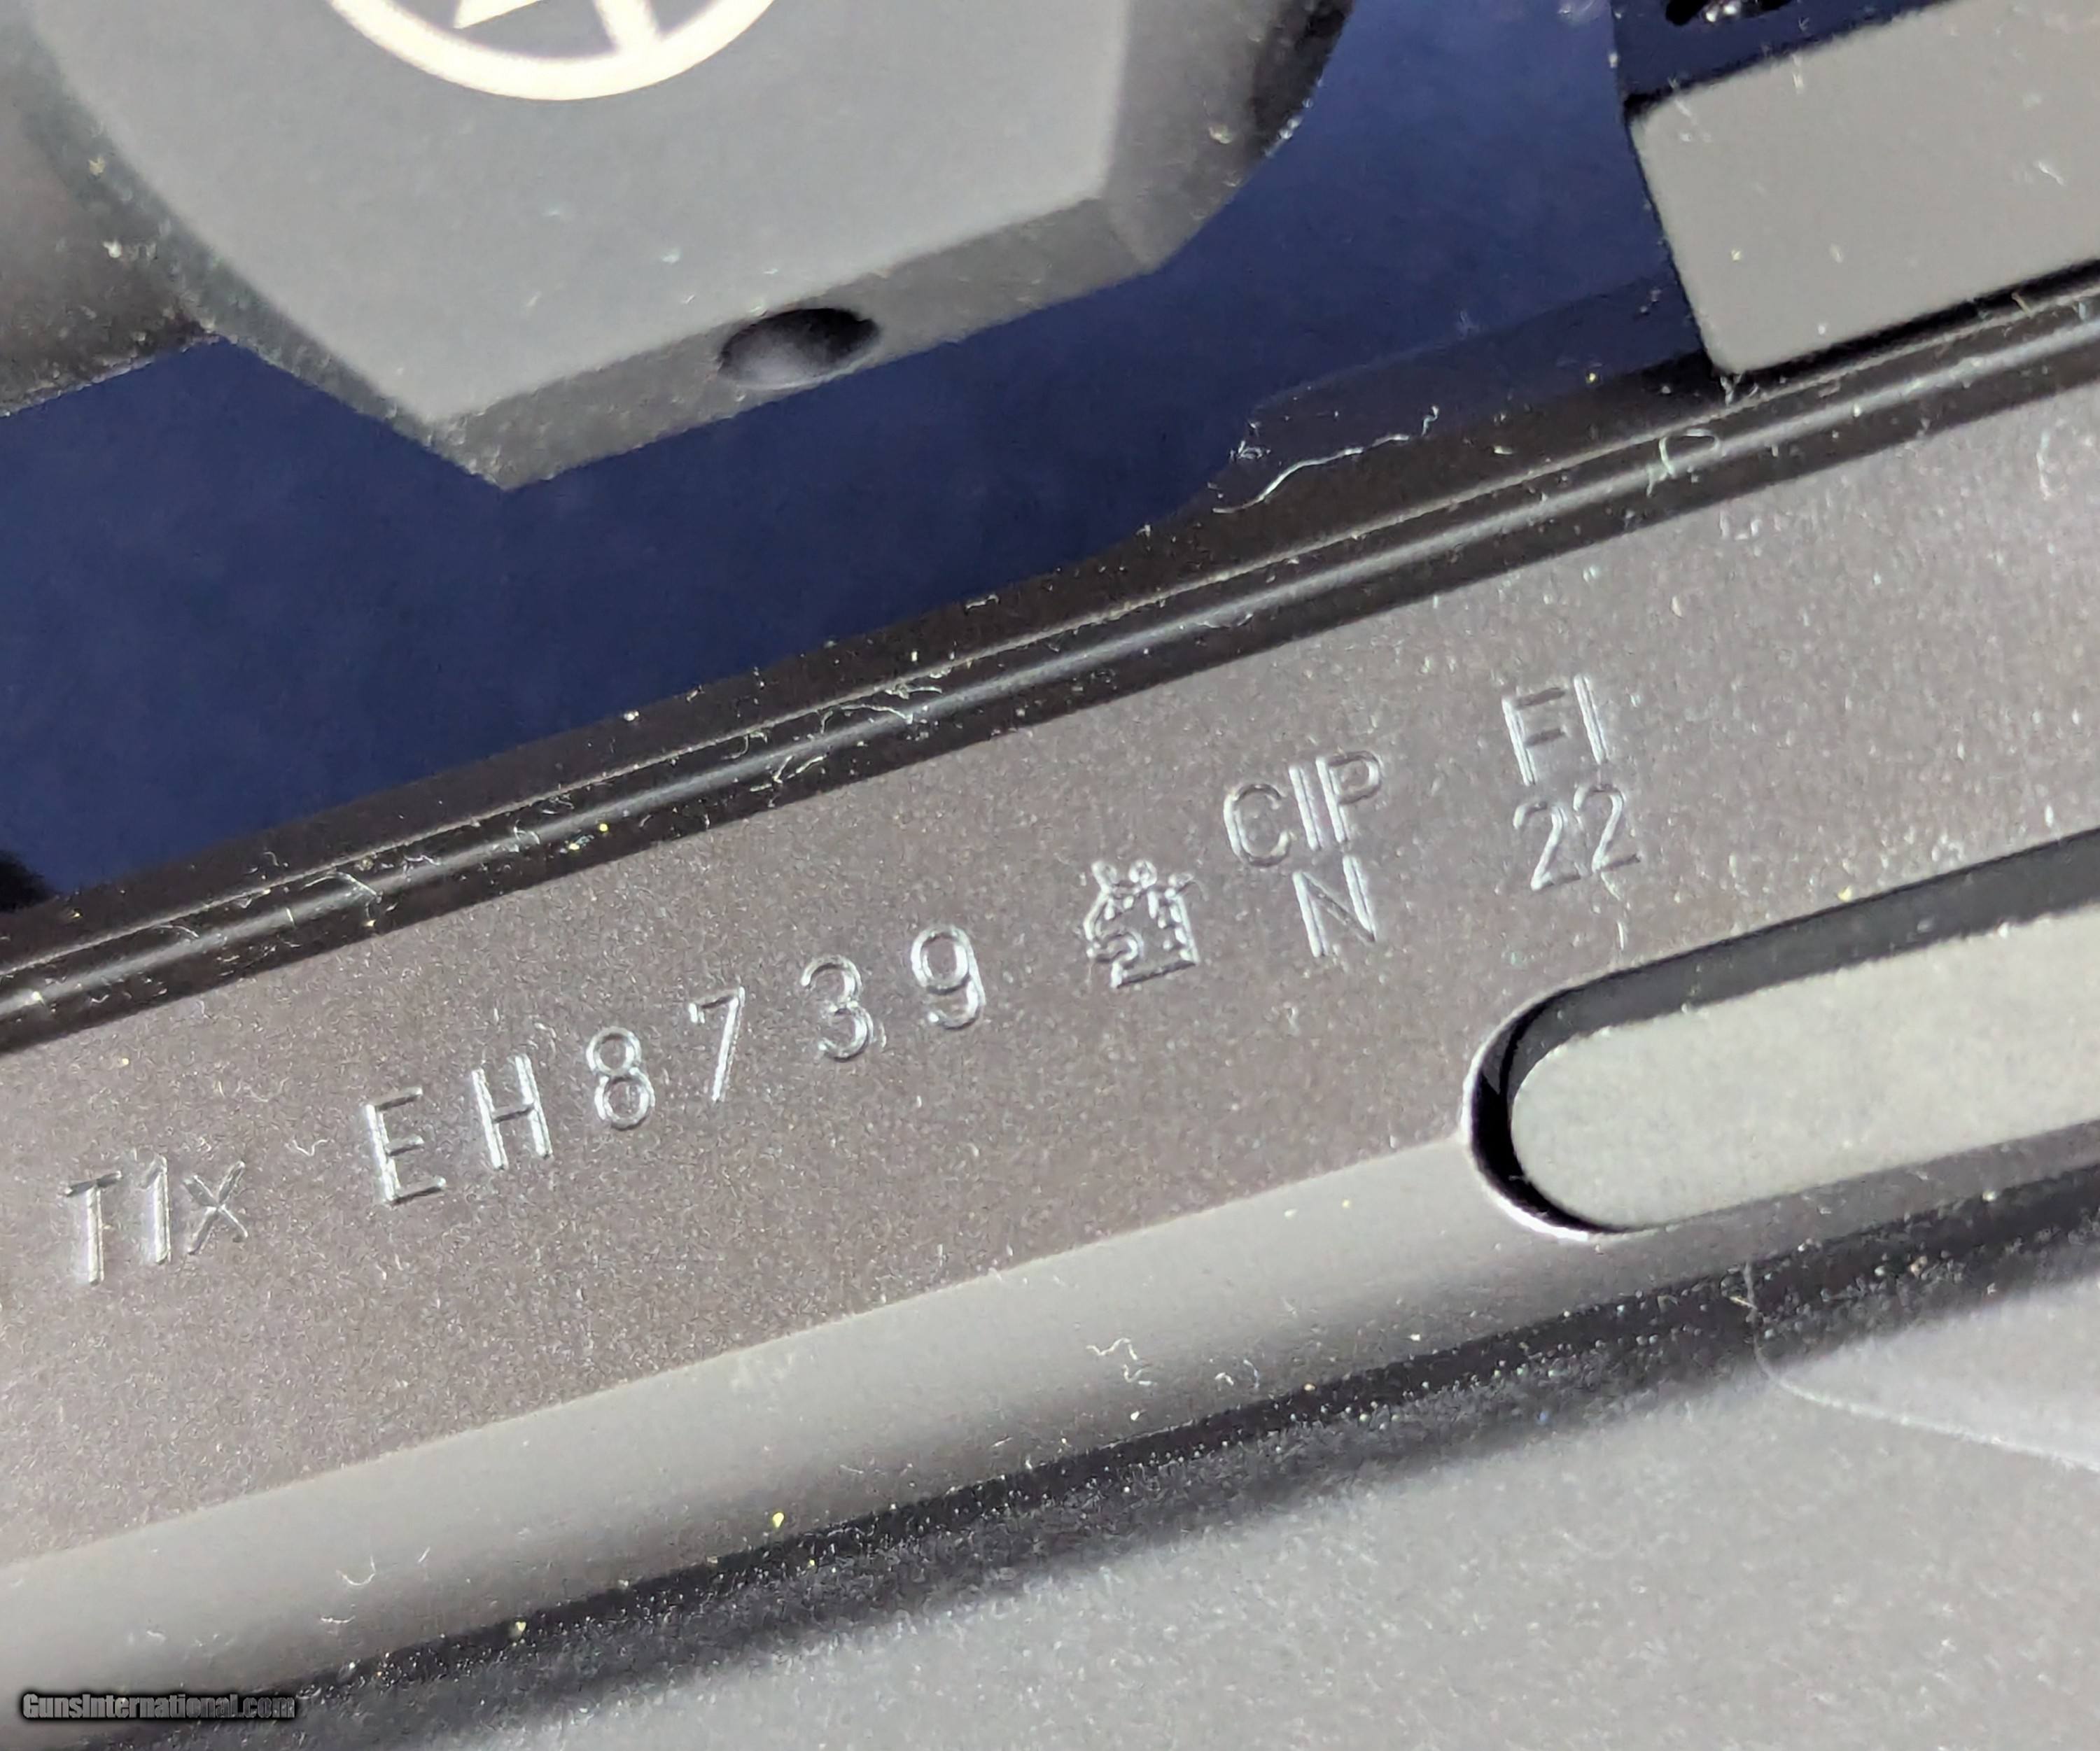 T1x EH8739 CIP FI
N 22
GunsInternational.com